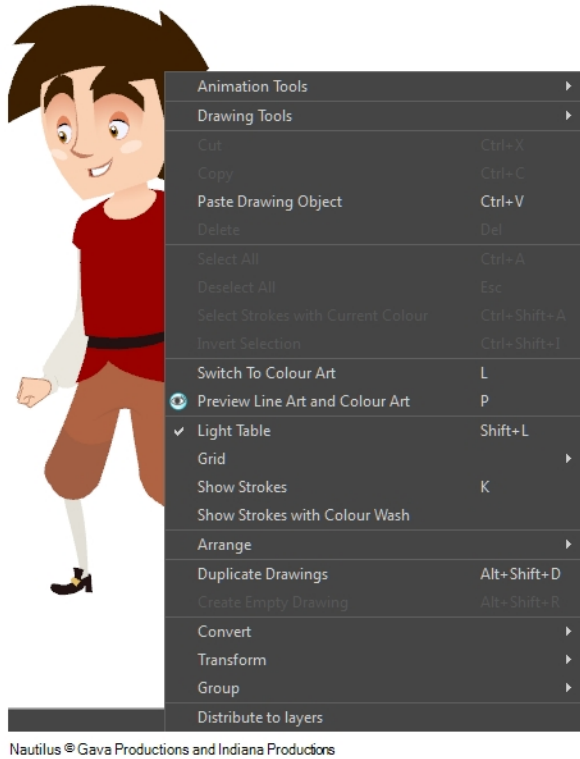 Animation Tools
Drawing Tools
Cut Ctrl+X
Copy Ctrl+C
Paste Drawing Object Ctrl+V
Delete Del
Select All Ctrl+A
Deselect All Esc
Select Strokes with Current Colour Ctrl+Shift+A
Invert Selection Ctrl+Shift+I
Switch To Colour Art L
Preview Line Art and Colour Art P
Light Table Shift+L
Grid
Show Strokes K
Show Strokes with Colour Wash
Arrange
Duplicate Drawings Alt+Shift+D
Create Empty Drawing Alt+Shift+R
Convert
Transform
Group
Distribute to layers
Nautilus © Gava Productions and Indiana Productions